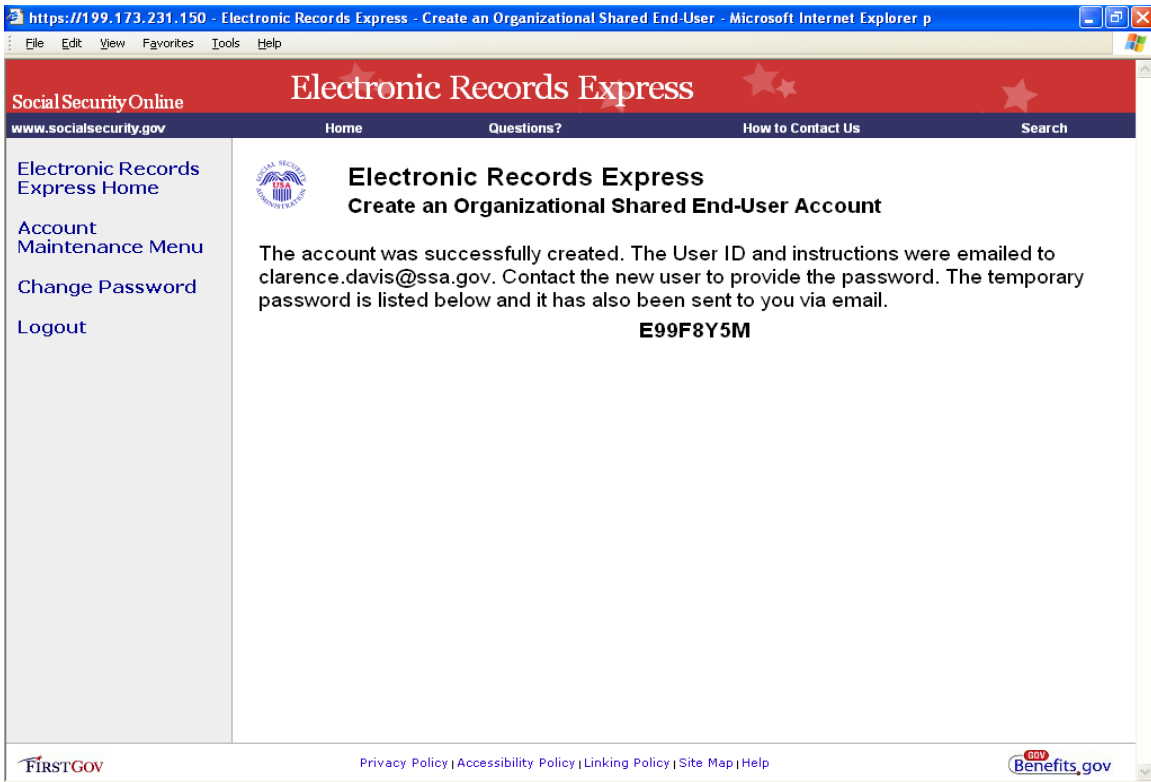 https://199.173.231.150 - Electronic Records Express - Create an Organizational Shared End-User - Microsoft Internet Explorer p
File Edit View Favorites Tools Help
Social Security Online
Electronic Records Express
www.socialsecurity.gov Home Questions? How to Contact Us Search
Electronic Records
Express Home
Account
Maintenance Menu
Change Password
Logout
SOCIAL SECURITY ADMINISTRATION
USA
Electronic Records Express
Create an Organizational Shared End-User Account
The account was successfully created. The User ID and instructions were emailed to
clarence.davis@ssa.gov. Contact the new user to provide the password. The temporary
password is listed below and it has also been sent to you via email.
E99F8Y5M
FIRSTGOV
Privacy Policy | Accessibility Policy | Linking Policy | Site Map | Help
GOV
Benefits.gov